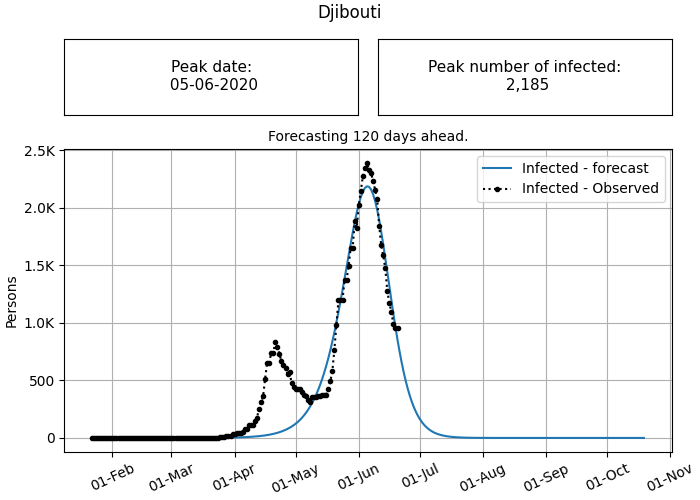 Djibouti
Peak date:
05-06-2020
Peak number of infected:
2,185
Forecasting 120 days ahead.
Infected - forecast
Infected - Observed
Persons
2.5K
2.0K
1.5K
1.0K
500
0
01-Feb
01-Mar
01-Apr
01-May
01-Jun
01-Jul
01-Aug
01-Sep
01-Oct
01-Nov